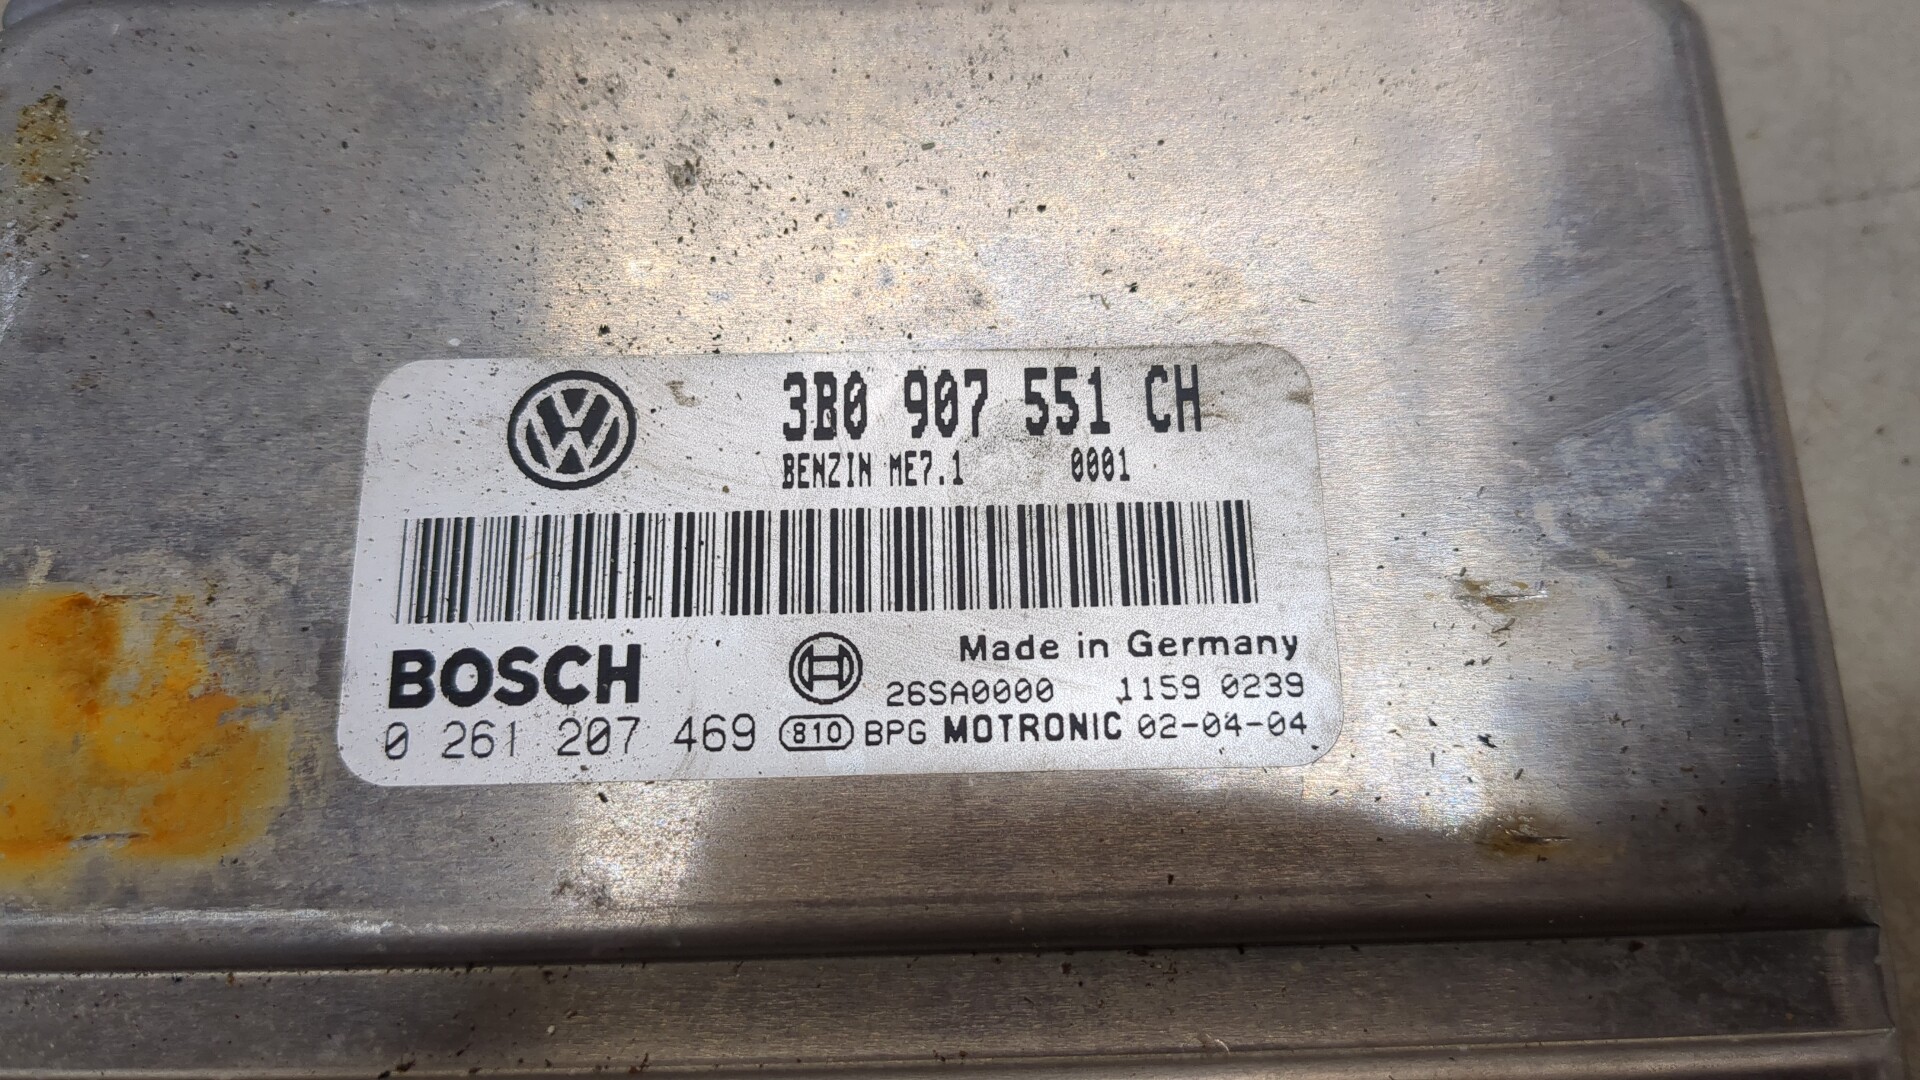 3B0 907 551 CH
BENZIN ME7.1 0001
BOSCH
Made in Germany
26SA0000 1159 0239
0 261 207 469 810 BPG MOTRONIC 02-04-04